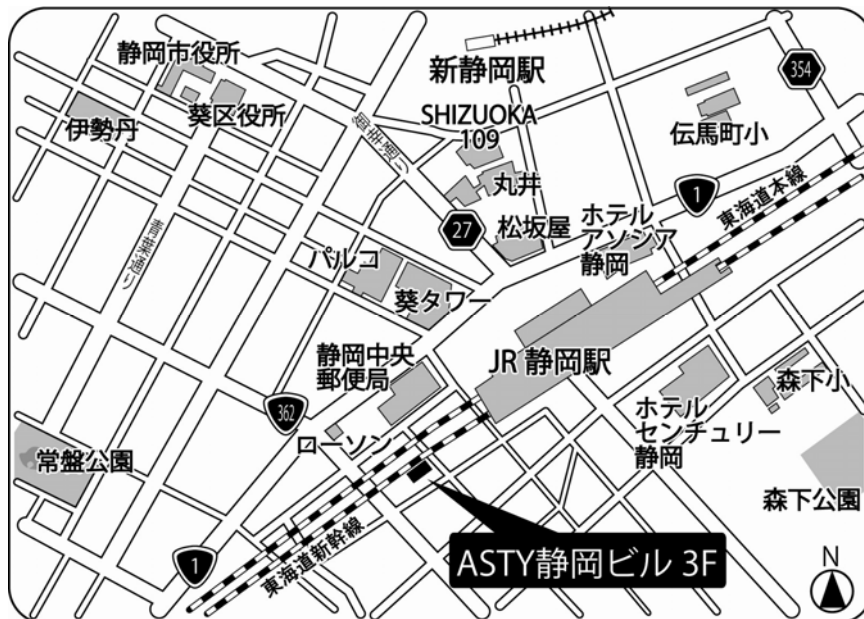 静岡市役所
新静岡駅
354
伊勢丹
葵区役所
御幸通り
SHIZUOKA
109
伝馬町小
丸井
1
東海道本線
青葉通り
27
松坂屋
ホテル
アソシア
静岡
パルコ
葵タワー
静岡中央
郵便局
JR 静岡駅
森下小
362
ホテル
センチュリー
静岡
ローソン
常盤公園
森下公園
1
東海道新幹線
ASTY静岡ビル 3F
N